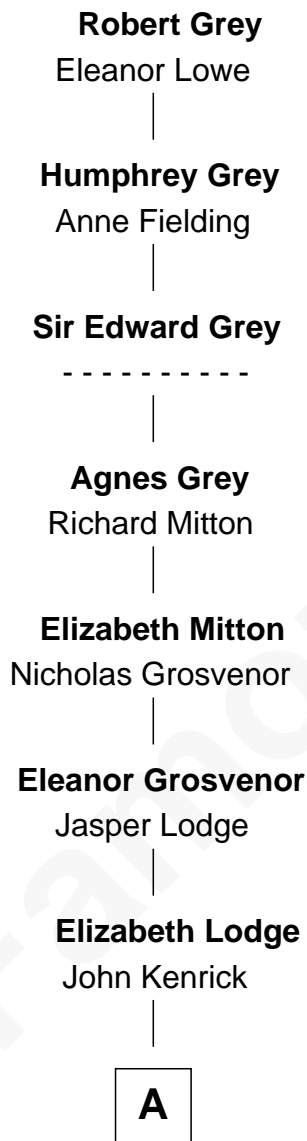 Robert Grey
Eleanor Lowe
Humphrey Grey
Anne Fielding
Sir Edward Grey
- - - - - - - - - -
Agnes Grey
Richard Mitton
Elizabeth Mitton
Nicholas Grosvenor
Eleanor Grosvenor
Jasper Lodge
Elizabeth Lodge
John Kenrick
A